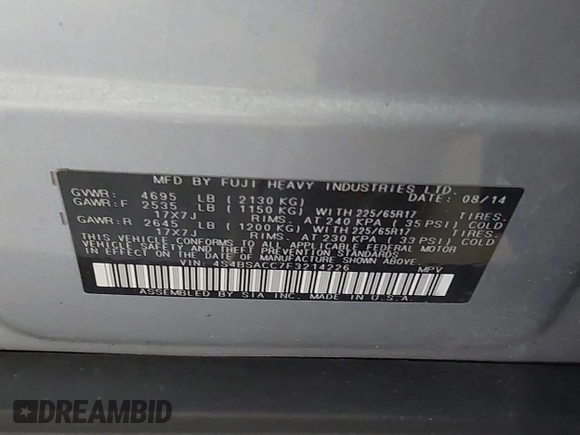 MFD BY FUJI HEAVY INDUSTRIES LTD.
GVWR: 4695 LB (2130 KG) DATE: 08/14
GAWR:F 2535 LB (1150 KG) WITH 225/65R17 TIRES.
17X7J RIMS. AT 240 KPA (35 PSI) COLD
GAWR:R 2645 LB (1200 KG) WITH 225/65R17 TIRES.
17X7J RIMS. AT 230 KPA (33 PSI) COLD
THIS VEHICLE CONFORMS TO ALL APPLICABLE FEDERAL MOTOR
VEHICLE SAFETY AND THEFT PREVENTION STANDARDS
IN EFFECT ON THE DATE OF MANUFACTURE SHOWN ABOVE.
VIN: 4S4BSACC7F3214226 MPV
ASSEMBLED BY SIA INC. MADE IN U.S.A.
DREAMBID